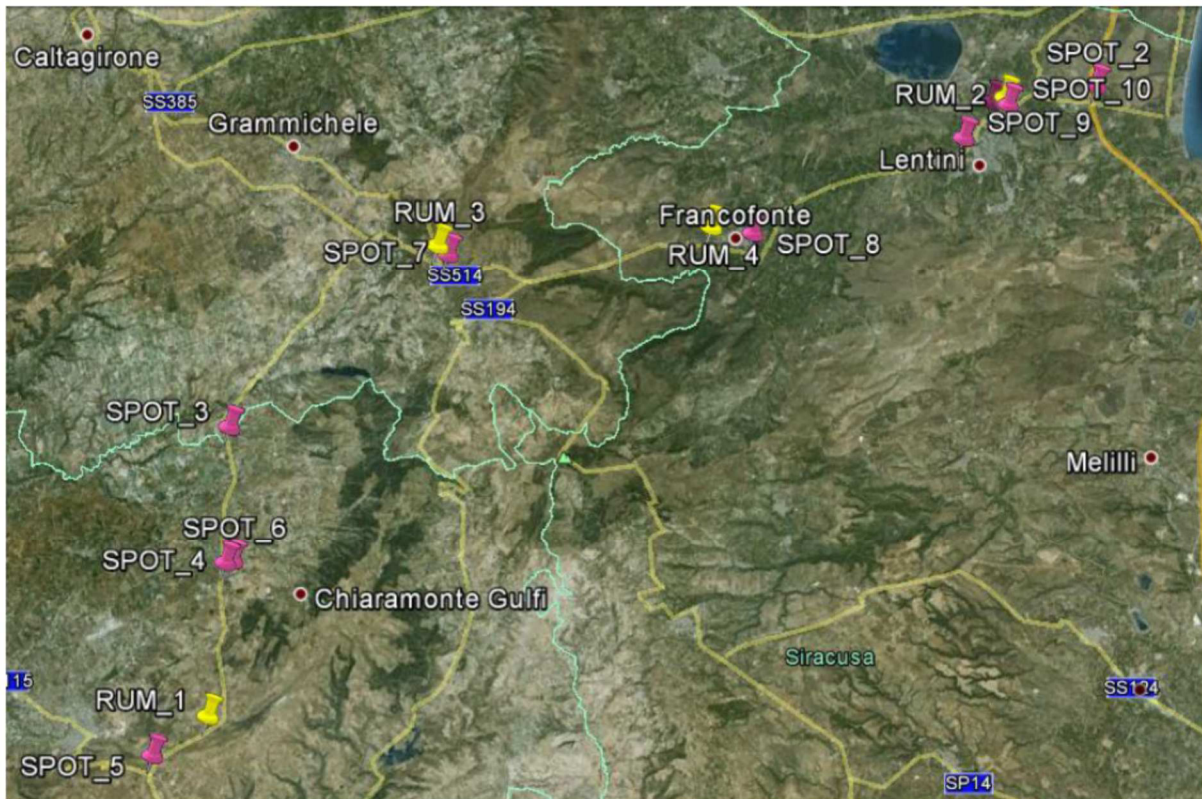 Caltagirone
SPOT_2
SS385
RUM_2
SPOT_10
Grammichele
SPOT_9
Lentini
RUM_3
Francofonte
SPOT_7
RUM_4
SPOT_8
SS514
SS194
SPOT_3
Melilli
SPOT_6
SPOT_4
Chiaramonte Gulfi
Siracusa
115
SS124
RUM_1
SPOT_5
SP14